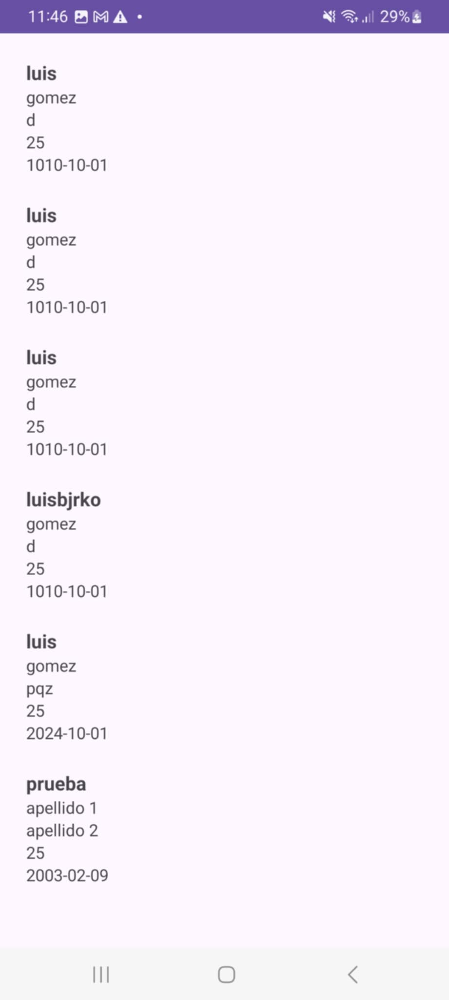 11:46 29%
luis
gomez
d
25
1010-10-01
luis
gomez
d
25
1010-10-01
luis
gomez
d
25
1010-10-01
luisbjrko
gomez
d
25
1010-10-01
luis
gomez
pqz
25
2024-10-01
prueba
apellido 1
apellido 2
25
2003-02-09